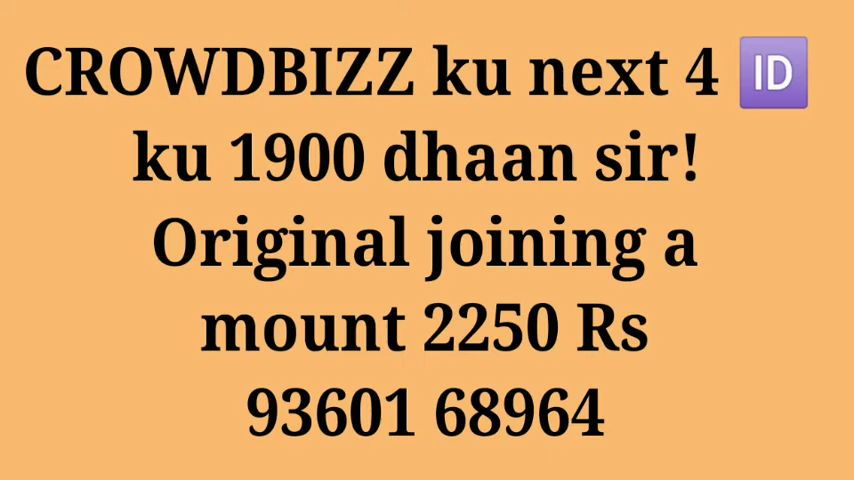 CROWDBIZZ ku next 4 🆔
ku 1900 dhaan sir!
Original joining a
mount 2250 Rs
93601 68964